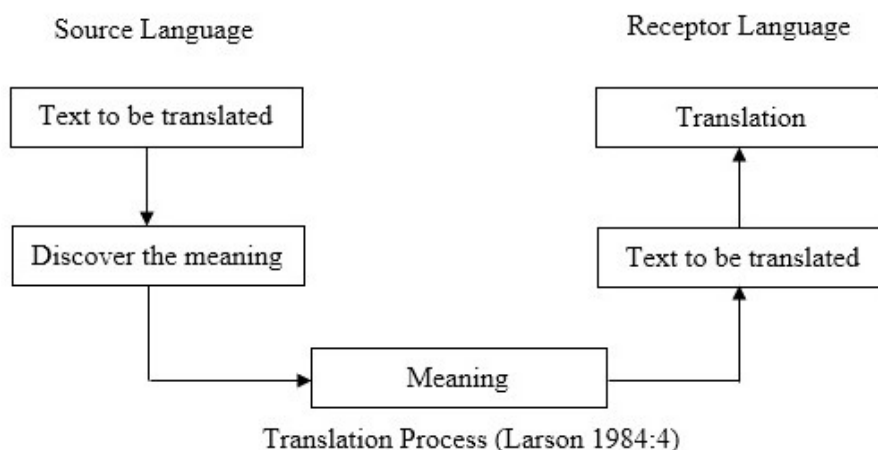 Source Language
Receptor Language
Text to be translated
Translation
Discover the meaning
Text to be translated
Meaning
Translation Process (Larson 1984:4)